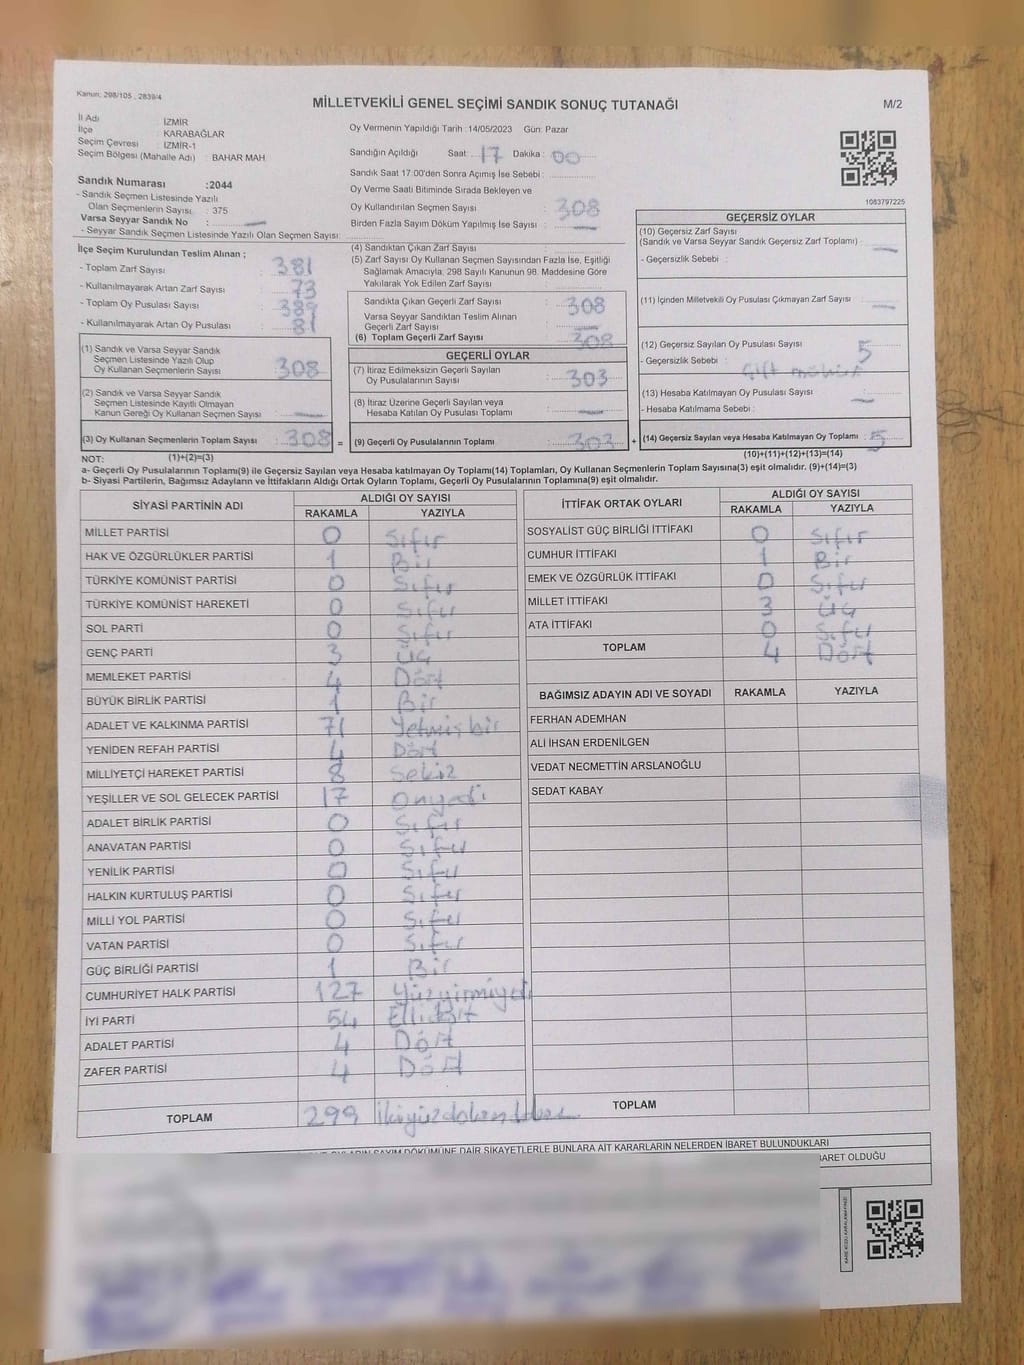 Kanun: 298/105 , 2839/4
MİLLETVEKİLİ GENEL SEÇİMİ SANDIK SONUÇ TUTANAĞI
M/2
İl Adı : İZMİR
İlçe : KARABAĞLAR
Seçim Çevresi : İZMİR-1
Seçim Bölgesi (Mahalle Adı) : BAHAR MAH.
Sandık Numarası :2044
- Sandık Seçmen Listesinde Yazılı
Olan Seçmenlerin Sayısı : 375
Varsa Seyyar Sandık No : —
- Seyyar Sandık Seçmen Listesinde Yazılı Olan Seçmen Sayısı:
Oy Vermenin Yapıldığı Tarih : 14/05/2023 Gün: Pazar
Sandığın Açıldığı Saat : 17 Dakika : 00
Sandık Saat 17.00'den Sonra Açımış İse Sebebi :
Oy Verme Saati Bitiminde Sırada Bekleyen ve
Oy Kullandırılan Seçmen Sayısı :
Birden Fazla Sayım Döküm Yapılmış İse Sayısı : —
1083797225
İlçe Seçim Kurulundan Teslim Alınan ;
- Toplam Zarf Sayısı : 381
- Kullanılmayarak Artan Zarf Sayısı : 73
- Toplam Oy Pusulası Sayısı : 389
- Kullanılmayarak Artan Oy Pusulası : 81
(1) Sandık ve Varsa Seyyar Sandık
Seçmen Listesinde Yazılı Olup
Oy Kullanan Seçmenlerin Sayısı : 308
(2) Sandık ve Varsa Seyyar Sandık
Seçmen Listesinde Kayıtlı Olmayan
Kanun Gereği Oy Kullanan Seçmen Sayısı : —
(3) Oy Kullanan Seçmenlerin Toplam Sayısı : 308 =
(4) Sandıktan Çıkan Zarf Sayısı : 308
(5) Zarf Sayısı Oy Kullanan Seçmen Sayısından Fazla İse, Eşitliği
Sağlamak Amacıyla, 298 Sayılı Kanunun 98. Maddesine Göre
Yakılarak Yok Edilen Zarf Sayısı : —
Sandıkta Çıkan Geçerli Zarf Sayısı : 308
Varsa Seyyar Sandıktan Teslim Alınan
Geçerli Zarf Sayısı : —
(6) Toplam Geçerli Zarf Sayısı : 308
GEÇERLİ OYLAR
(7) İtiraz Edilmeksizin Geçerli Sayılan
Oy Pusulalarının Sayısı : 303
(8) İtiraz Üzerine Geçerli Sayılan veya
Hesaba Katılan Oy Pusulası Toplamı : —
(9) Geçerli Oy Pusulalarının Toplamı : 303 +
GEÇERSİZ OYLAR
(10) Geçersiz Zarf Sayısı
(Sandık ve Varsa Seyyar Sandık Geçersiz Zarf Toplamı) : —
- Geçersizlik Sebebi :
(11) İçinden Milletvekili Oy Pusulası Çıkmayan Zarf Sayısı : —
(12) Geçersiz Sayılan Oy Pusulası Sayısı : 5
- Geçersizlik Sebebi : Çift mühür
(13) Hesaba Katılmayan Oy Pusulası Sayısı : —
- Hesaba Katılmama Sebebi :
(14) Geçersiz Sayılan veya Hesaba Katılmayan Oy Toplamı : 5
NOT: (1)+(2)=(3)
(10)+(11)+(12)+(13)=(14)
a- Geçerli Oy Pusulalarının Toplamı(9) ile Geçersiz Sayılan veya Hesaba katılmayan Oy Toplamı(14) Toplamları, Oy Kullanan Seçmenlerin Toplam Sayısına(3) eşit olmalıdır. (9)+(14)=(3)
b- Siyasi Partilerin, Bağımsız Adayların ve İttifakların Aldığı Ortak Oyların Toplamı, Geçerli Oy Pusulalarının Toplamına(9) eşit olmalıdır.
SİYASİ PARTİNİN ADI
ALDIĞI OY SAYISI
RAKAMLA YAZIYLA
MİLLET PARTİSİ 0 Sıfır
HAK VE ÖZGÜRLÜKLER PARTİSİ 1 Bir
TÜRKİYE KOMÜNİST PARTİSİ 0 Sıfır
TÜRKİYE KOMÜNİST HAREKETİ 0 Sıfır
SOL PARTİ 0 Sıfır
GENÇ PARTİ 3 Üç
MEMLEKET PARTİSİ 4 Dört
BÜYÜK BİRLİK PARTİSİ 1 Bir
ADALET VE KALKINMA PARTİSİ 71 Yetmişbir
YENİDEN REFAH PARTİSİ 4 Dört
MİLLİYETÇİ HAREKET PARTİSİ 8 Sekiz
YEŞİLLER VE SOL GELECEK PARTİSİ 17 Onyedi
ADALET BİRLİK PARTİSİ 0 Sıfır
ANAVATAN PARTİSİ 0 Sıfır
YENİLİK PARTİSİ 0 Sıfır
HALKIN KURTULUŞ PARTİSİ 0 Sıfır
MİLLİ YOL PARTİSİ 0 Sıfır
VATAN PARTİSİ 0 Sıfır
GÜÇ BİRLİĞİ PARTİSİ 1 Bir
CUMHURİYET HALK PARTİSİ 127 Yüzyirmiyedi
İYİ PARTİ 54 Ellidört
ADALET PARTİSİ 4 Dört
ZAFER PARTİSİ 4 Dört
TOPLAM 299 İkiyüzdoksandokuz
İTTİFAK ORTAK OYLARI
ALDIĞI OY SAYISI
RAKAMLA YAZIYLA
SOSYALİST GÜÇ BİRLİĞİ İTTİFAKI 0 Sıfır
CUMHUR İTTİFAKI 1 Bir
EMEK VE ÖZGÜRLÜK İTTİFAKI 0 Sıfır
MİLLET İTTİFAKI 3 Üç
ATA İTTİFAKI 0 Sıfır
TOPLAM 4 Dört
BAĞIMSIZ ADAYIN ADI VE SOYADI RAKAMLA YAZIYLA
FERHAN ADEMHAN
ALİ İHSAN ERDENİLGEN
VEDAT NECMETTİN ARSLANOĞLU
SEDAT KABAY
TOPLAM
SAYIM DÖKÜMÜNE DAİR ŞİKAYETLERLE BUNLARA AİT KARARLARIN NELERDEN İBARET BULUNDUKLARI
İBARET OLDUĞU